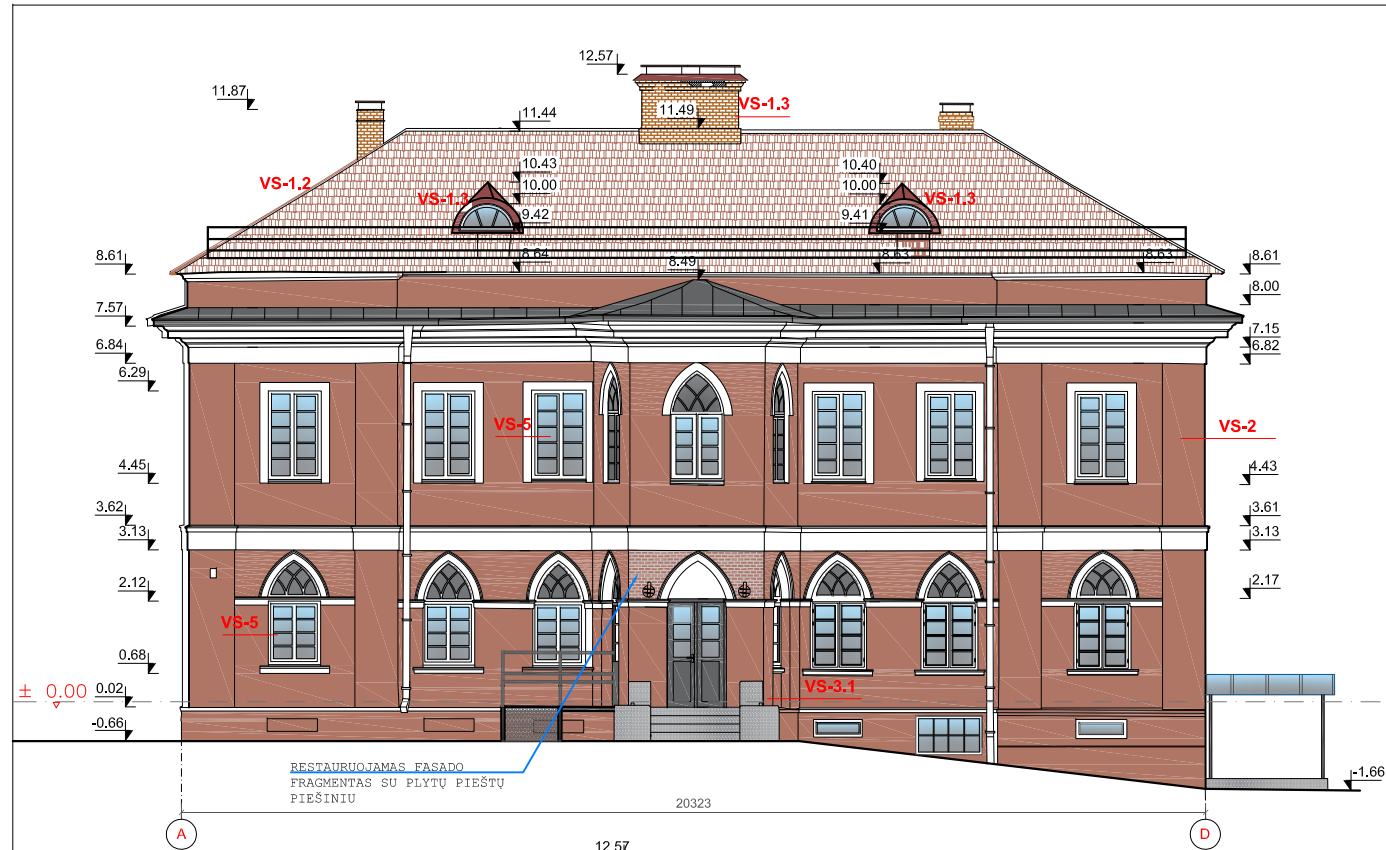 12.57
11.87
VS-1.3
11.44
11.49
10.43
10.40
VS-1.2
10.00
10.00
VS-1.3
VS-1.3
9.42
9.41
8.61
8.64
8.49
8.63
8.63
8.61
8.00
7.57
7.15
6.84
6.82
6.29
VS-5
VS-2
4.45
4.43
3.62
3.61
3.13
3.13
2.12
2.17
VS-5
0.68
± 0.00
0.02
VS-3.1
-0.66
RESTAURUOJAMAS FASADO
FRAGMENTAS SU PLYTŲ PIEŠTŲ
PIEŠINIU
-1.66
20323
A
D
12.57